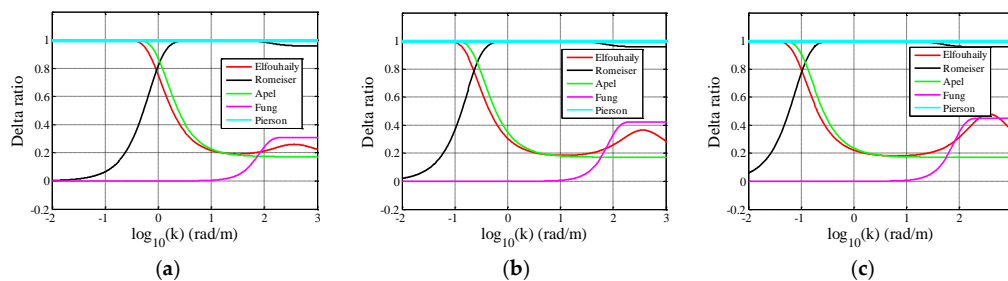 Delta ratio
1
0.8
0.6
0.4
0.2
0
-0.2
Elfouhaily
Romeiser
Apel
Fung
Pierson
-2 -1 0 1 2 3
log10(k) (rad/m)
(a)
Delta ratio
1
0.8
0.6
0.4
0.2
0
-0.2
Elfouhaily
Romeiser
Apel
Fung
Pierson
-2 -1 0 1 2 3
log10(k) (rad/m)
(b)
Delta ratio
1
0.8
0.6
0.4
0.2
0
-0.2
Elfouhaily
Romeiser
Apel
Fung
Pierson
-2 -1 0 1 2
log10(k) (rad/m)
(c)